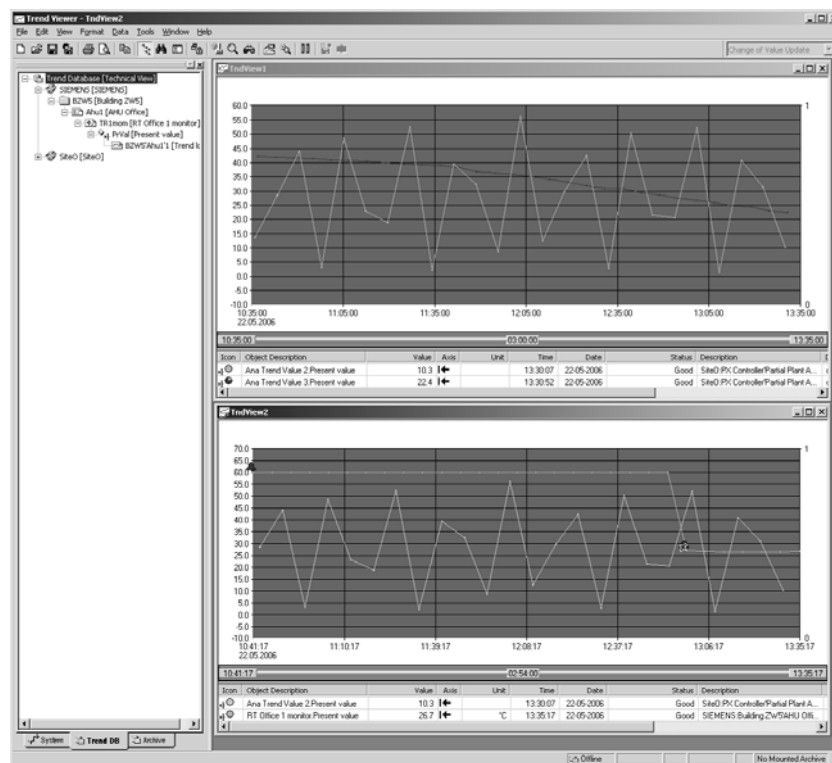 Trend Viewer - TndView2
File Edit View Format Data Tools Window Help
Change of Value Update
Trend Database [Technical View]
SIEMENS [SIEMENS]
BZW5 [Building ZW5]
Ahu1 [AHU Office]
TR1mom [RT Office 1 monitor]
PrVal [Present value]
BZW5'Ahu1'1 [Trend k
SiteO [SiteO]
TndView1
60.0
55.0
50.0
45.0
40.0
35.0
30.0
25.0
20.0
15.0
10.0
5.0
0.0
-5.0
-10.0
1
0
10:35:00 11:05:00 11:35:00 12:05:00 12:35:00 13:05:00 13:35:00
22.05.2006
10:35:00 03:00:00 13:35:00
Icon Object Description Value Axis Unit Time Date Status Description
Ana Trend Value 2.Present value 10.3 13:30:07 22-05-2006 Good SiteO:PX Controller'Partial Plant A...
Ana Trend Value 3.Present value 22.4 13:30:52 22-05-2006 Good SiteO:PX Controller'Partial Plant A...
TndView2
70.0
65.0
60.0
55.0
50.0
45.0
40.0
35.0
30.0
25.0
20.0
15.0
10.0
5.0
0.0
-5.0
-10.0
1
0
10:41:17 11:10:17 11:39:17 12:08:17 12:37:17 13:06:17 13:35:17
22.05.2006
10:41:17 02:54:00 13:35:17
Icon Object Description Value Axis Unit Time Date Status Description
Ana Trend Value 2.Present value 10.3 13:30:07 22-05-2006 Good SiteO:PX Controller'Partial Plant A...
RT Office 1 monitor.Present value 26.7 °C 13:35:17 22-05-2006 Good SIEMENS:Building ZW5'AHU Offi...
System Trend DB Archive
Offline No Mounted Archive